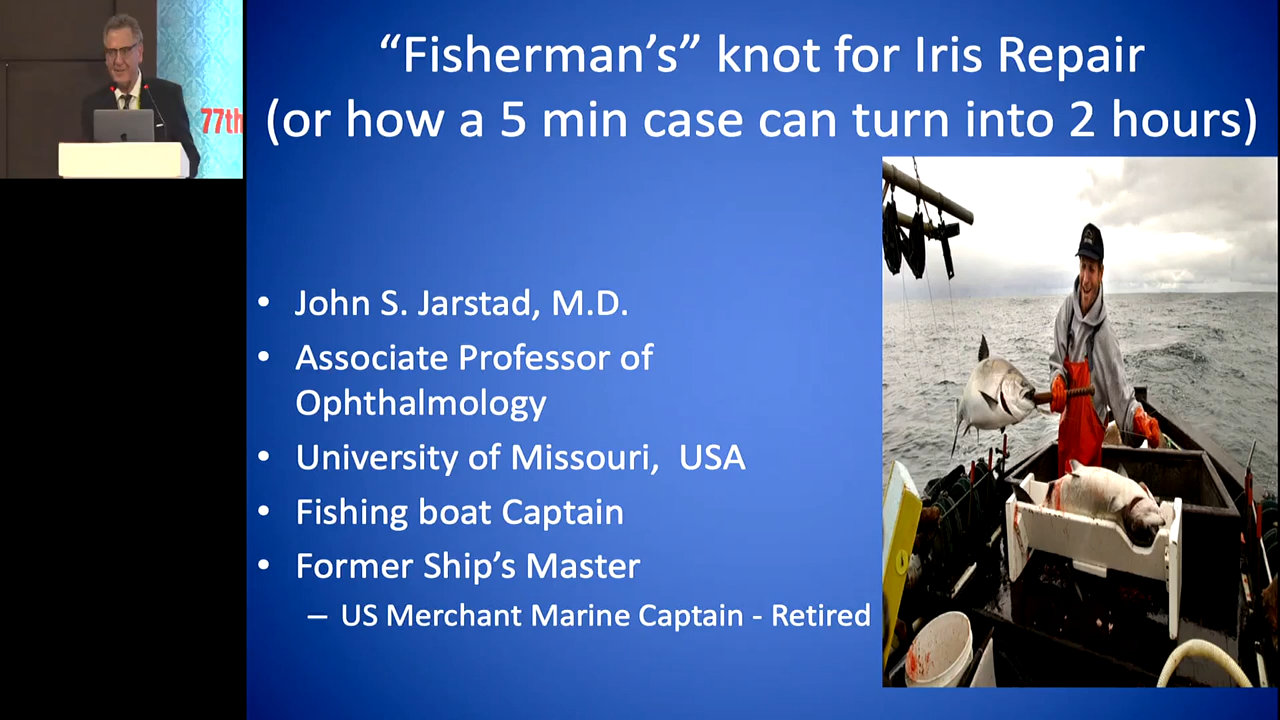 "Fisherman's" knot for Iris Repair
(or how a 5 min case can turn into 2 hours)
77th
• John S. Jarstad, M.D.
• Associate Professor of
Ophthalmology
• University of Missouri,  USA
• Fishing boat Captain
• Former Ship's Master
– US Merchant Marine Captain - Retired